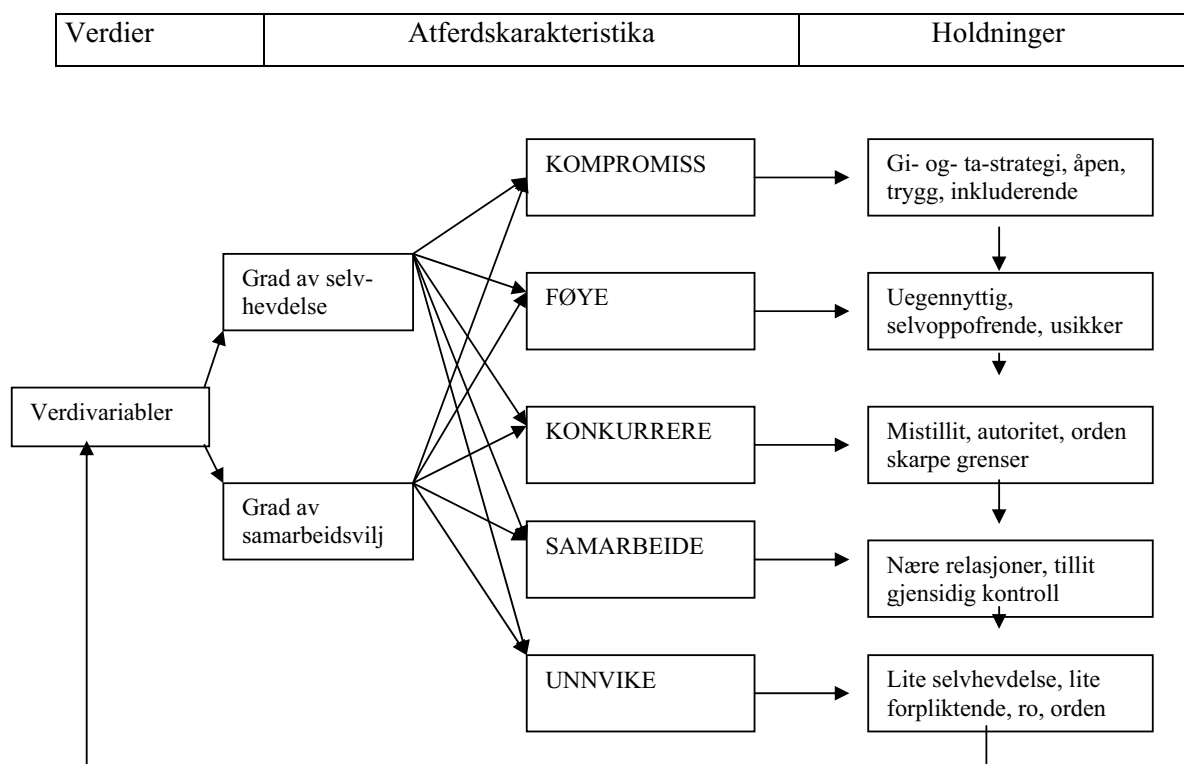 Verdier
Atferdskarakteristika
Holdninger
KOMPROMISS
Gi- og- ta-strategi, åpen,
trygg, inkluderende
Grad av selv-
hevdelse
FØYE
Uegennyttig,
selvoppofrende, usikker
Verdivariabler
KONKURRERE
Mistillit, autoritet, orden
skarpe grenser
Grad av
samarbeidsvilj
SAMARBEIDE
Nære relasjoner, tillit
gjensidig kontroll
UNNVIKE
Lite selvhevdelse, lite
forpliktende, ro, orden